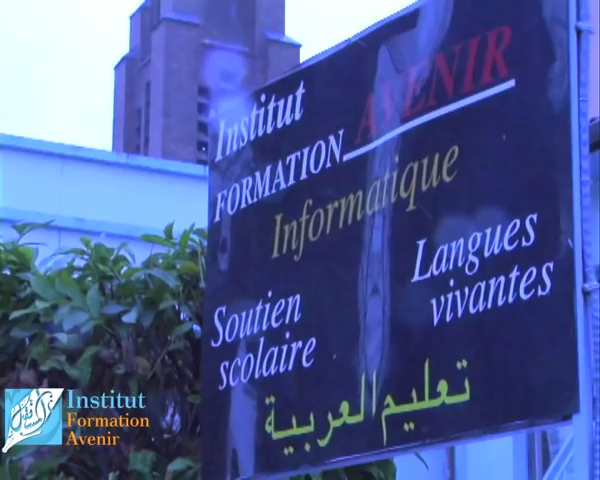 Institut
FORMATION AVENIR
Informatique
Langues
vivantes
Soutien
scolaire
تعليم العربية
Institut
Formation
Avenir